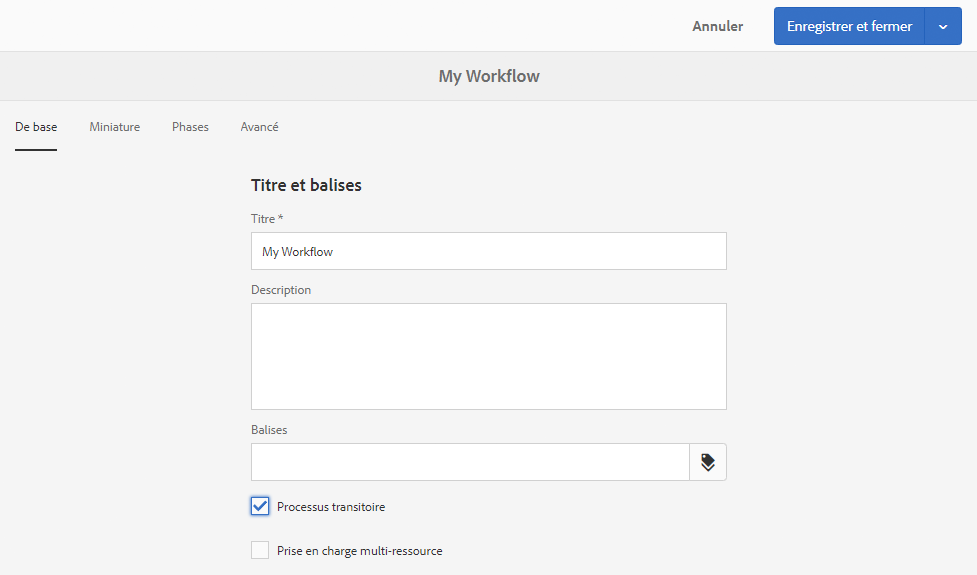 Annuler
Enregistrer et fermer
My Workflow
De base
Miniature
Phases
Avancé
Titre et balises
Titre *
My Workflow
Description
Balises
Processus transitoire
Prise en charge multi-ressource